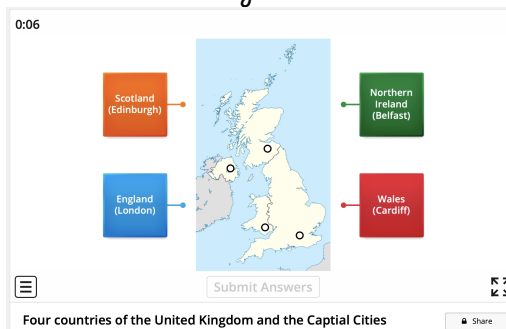 0:06
Scotland
(Edinburgh)
Northern
Ireland
(Belfast)
England
(London)
Wales
(Cardiff)
Submit Answers
Four countries of the United Kingdom and the Captial Cities
Share